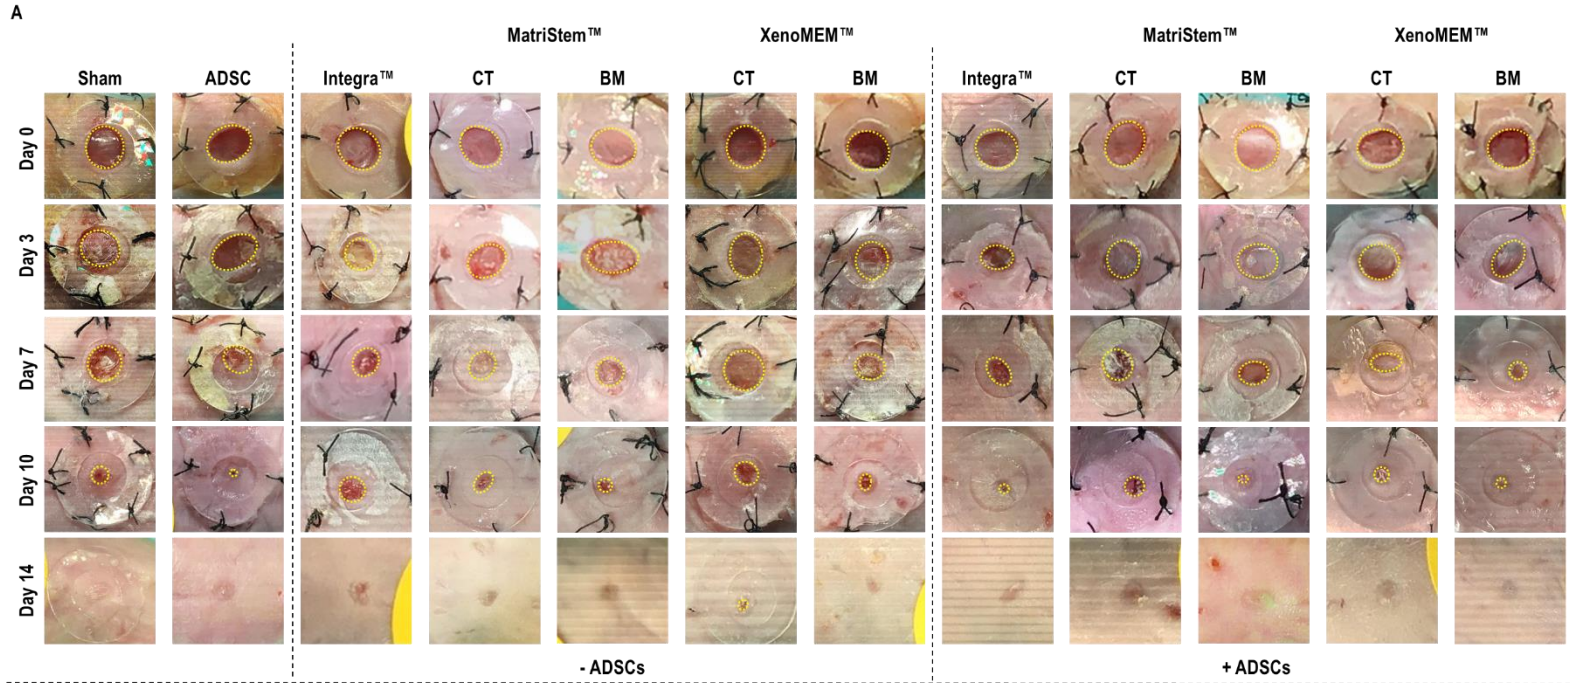 A
MatriStem™ XenoMEM™ MatriStem™ XenoMEM™
Sham ADSC Integra™ CT BM CT BM Integra™ CT BM CT BM
Day 0
Day 3
Day 7
Day 10
Day 14
- ADSCs + ADSCs